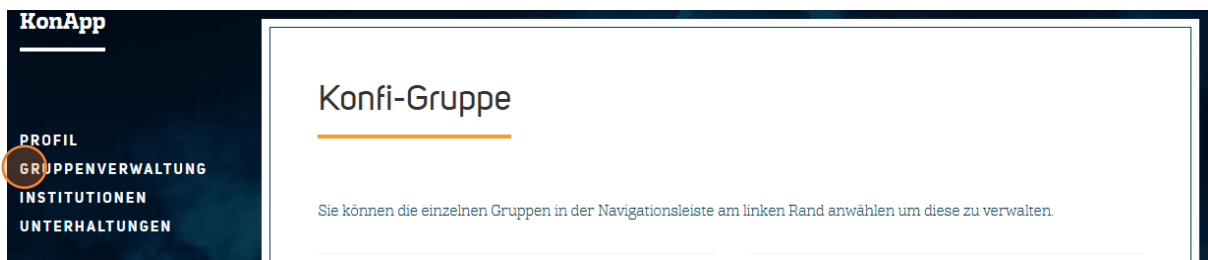 KonApp
PROFIL
GRUPPENVERWALTUNG
INSTITUTIONEN
UNTERHALTUNGEN
Konfi-Gruppe
Sie können die einzelnen Gruppen in der Navigationsleiste am linken Rand anwählen um diese zu verwalten.